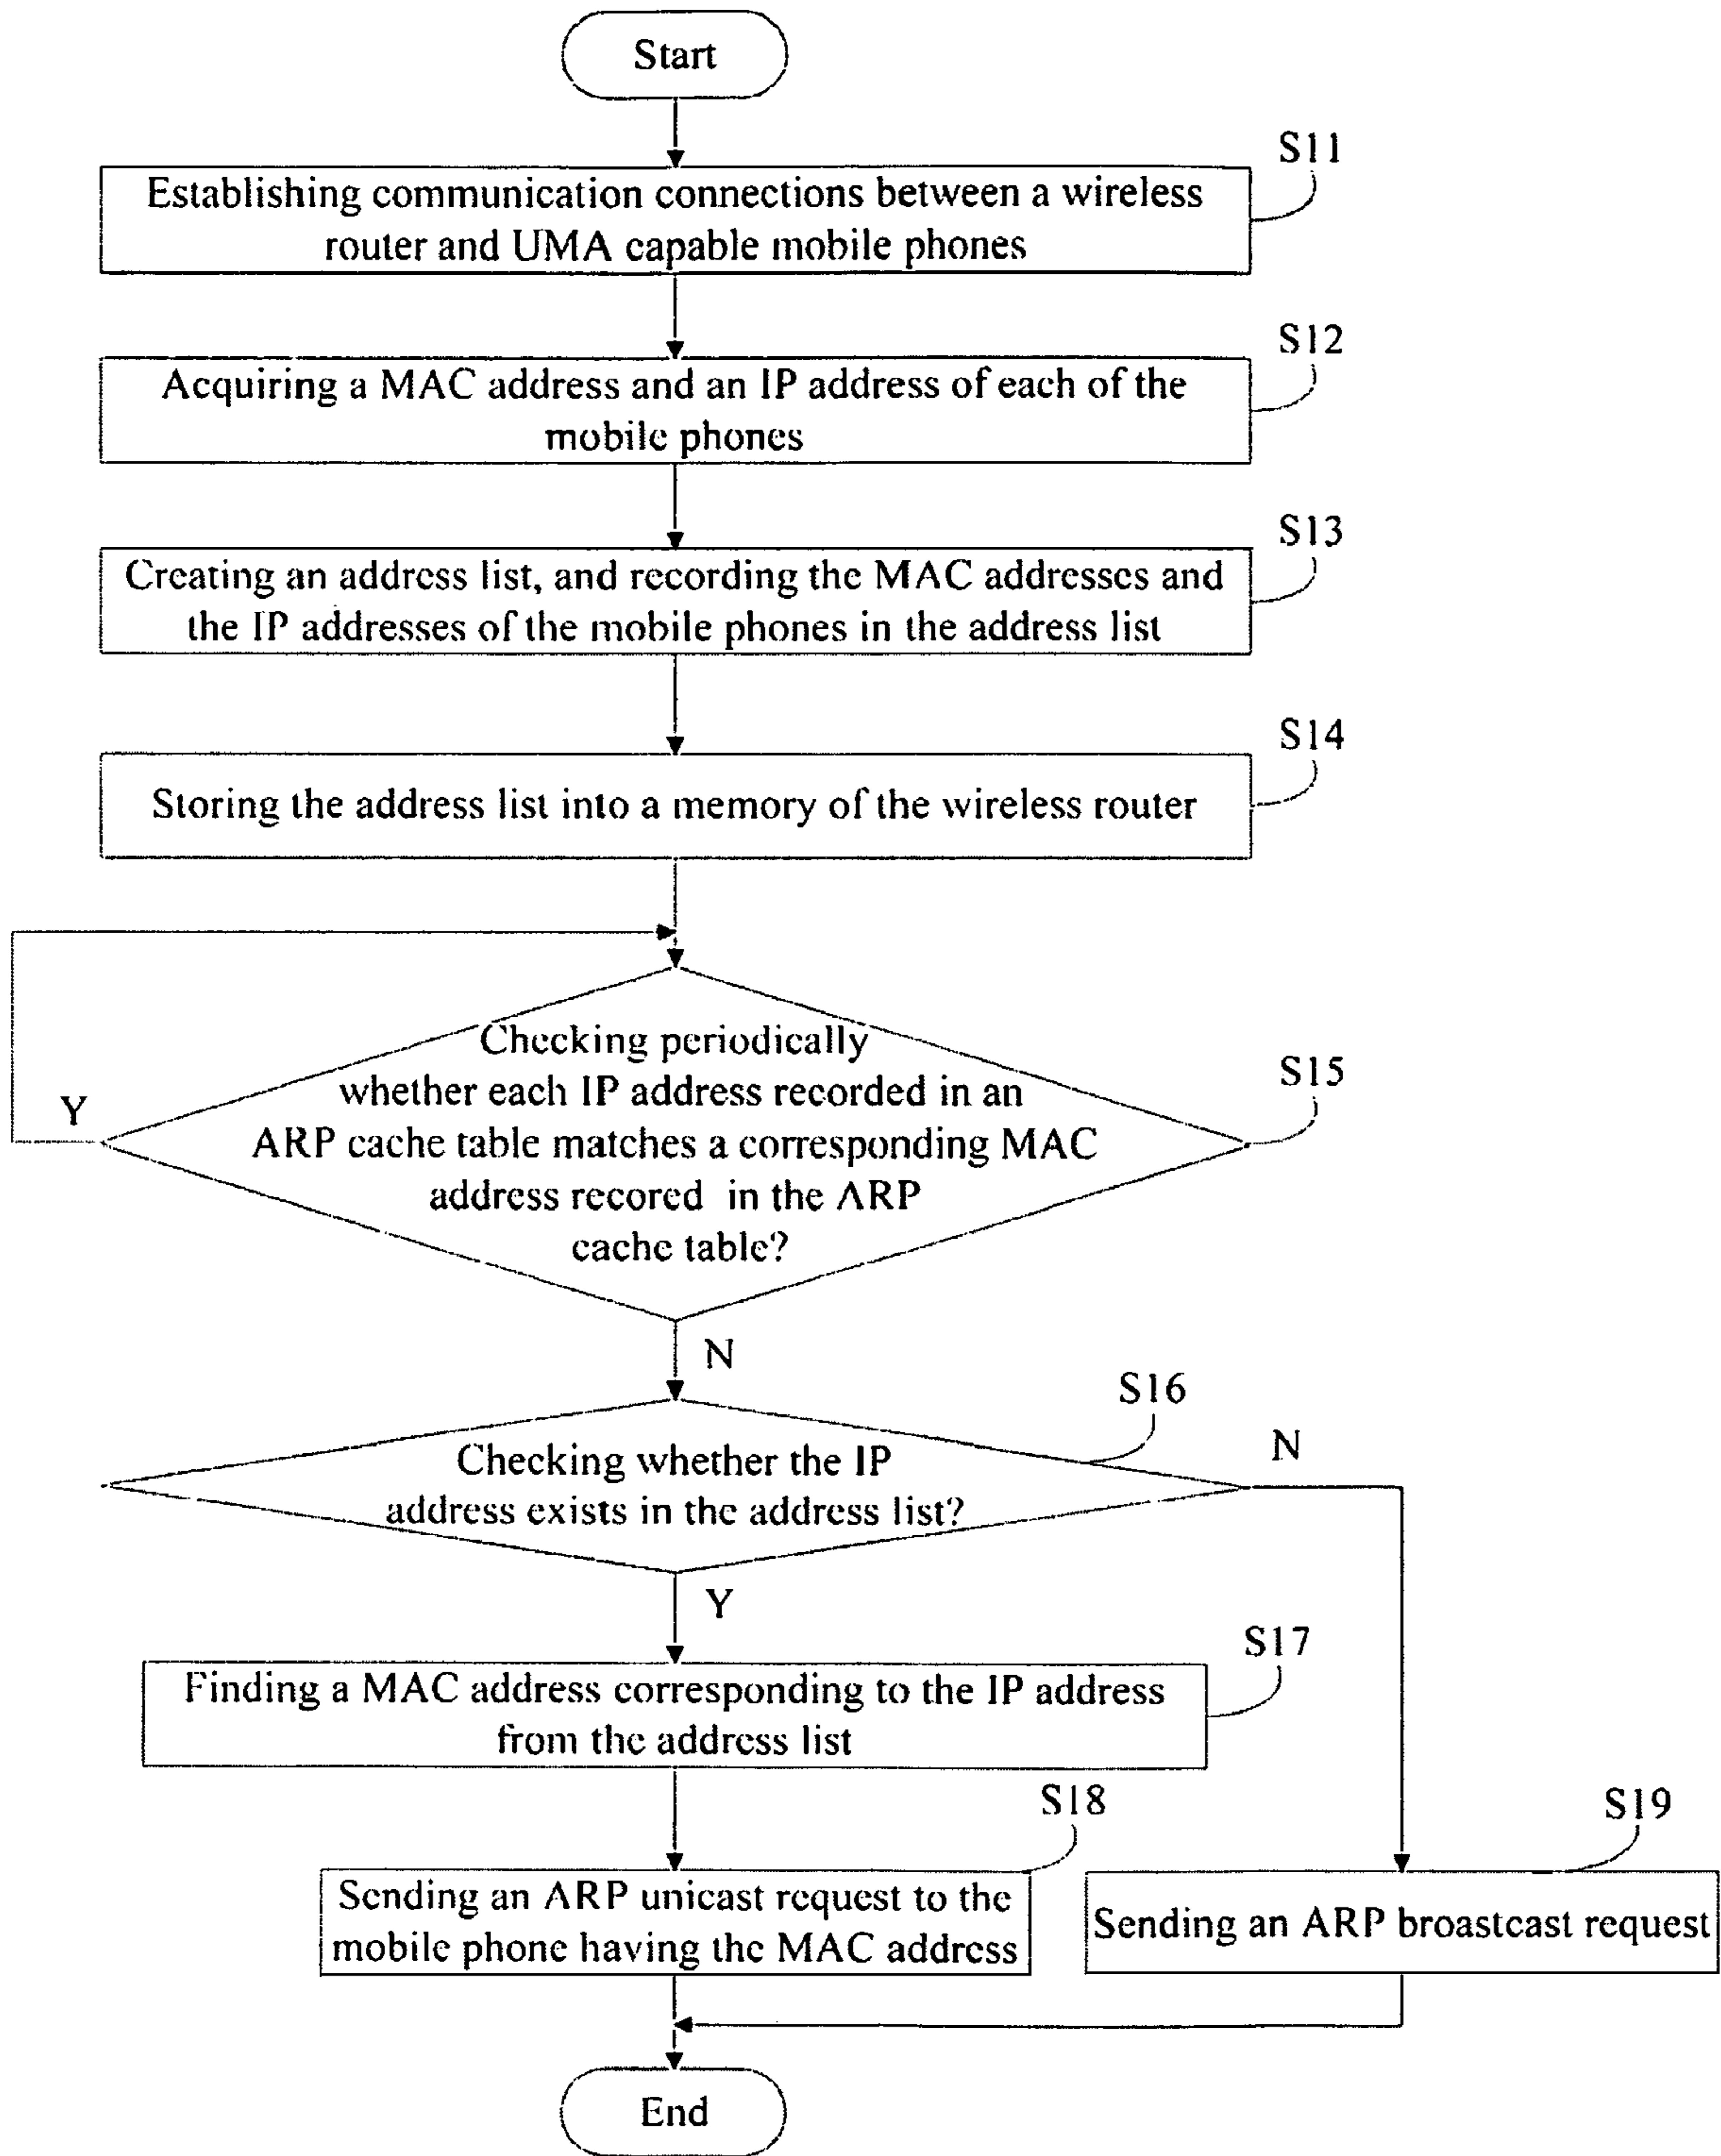 Start
S11
Establishing communication connections between a wireless
router and UMA capable mobile phones
S12
Acquiring a MAC address and an IP address of each of the
mobile phones
S13
Creating an address list, and recording the MAC addresses and
the IP addresses of the mobile phones in the address list
S14
Storing the address list into a memory of the wireless router
Checking periodically
whether each IP address recorded in an
ARP cache table matches a corresponding MAC
address recored in the ARP
cache table?
S15
Y
N
S16
Checking whether the IP
address exists in the address list?
N
Y
S17
Finding a MAC address corresponding to the IP address
from the address list
S18
Sending an ARP unicast request to the
mobile phone having the MAC address
S19
Sending an ARP broastcast request
End